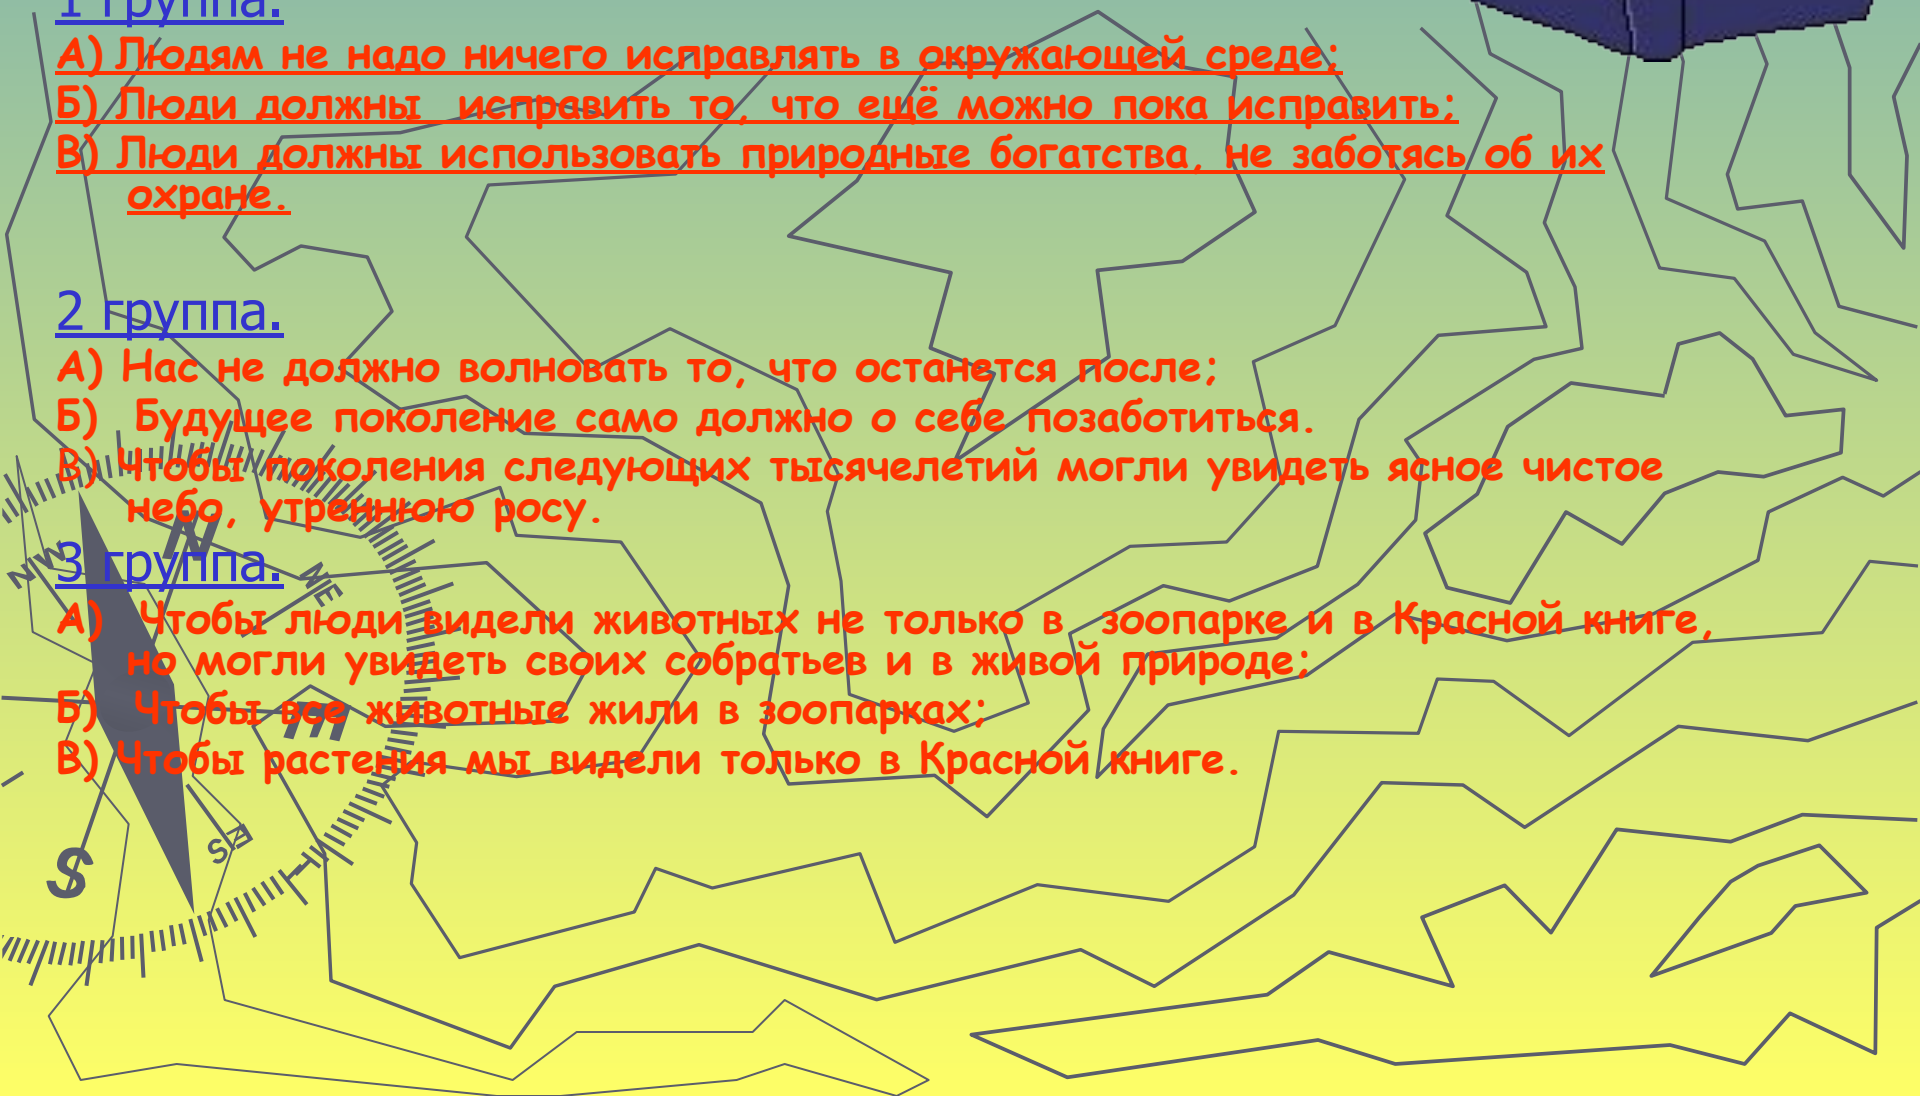 1 группа.
А) Людям не надо ничего исправлять в окружающей среде;
Б) Люди должны исправить то, что ещё можно пока исправить;
В) Люди должны использовать природные богатства, не заботясь об их
охране.
2 группа.
А) Нас не должно волновать то, что останется после;
Б) Будущее поколение само должно о себе позаботиться.
В) Чтобы поколения следующих тысячелетий могли увидеть ясное чистое
небо, утреннюю росу.
3 группа.
А) Чтобы люди видели животных не только в зоопарке и в Красной книге,
но могли увидеть своих собратьев и в живой природе;
Б) Чтобы все животные жили в зоопарках;
В) Чтобы растения мы видели только в Красной книге.
N
NW
NE
E
SE
S